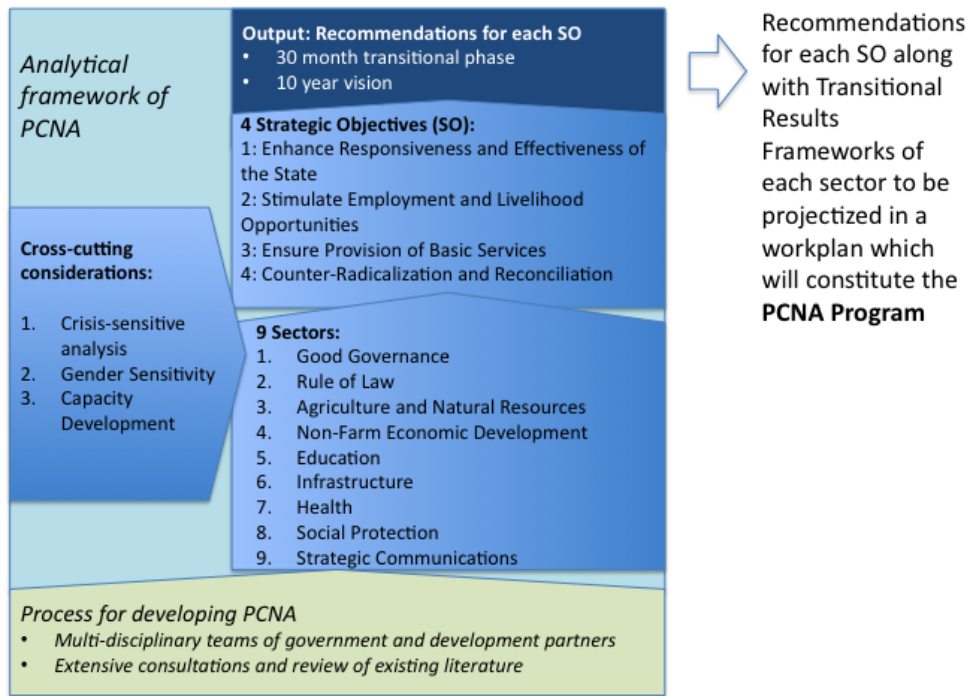 Analytical
framework of
PCNA
Output: Recommendations for each SO
• 30 month transitional phase
• 10 year vision
4 Strategic Objectives (SO):
1: Enhance Responsiveness and Effectiveness of
the State
2: Stimulate Employment and Livelihood
Opportunities
3: Ensure Provision of Basic Services
4: Counter-Radicalization and Reconciliation
Cross-cutting
considerations:
1. Crisis-sensitive
analysis
2. Gender Sensitivity
3. Capacity
Development
9 Sectors:
1. Good Governance
2. Rule of Law
3. Agriculture and Natural Resources
4. Non-Farm Economic Development
5. Education
6. Infrastructure
7. Health
8. Social Protection
9. Strategic Communications
Process for developing PCNA
• Multi-disciplinary teams of government and development partners
• Extensive consultations and review of existing literature
Recommendations
for each SO along
with Transitional
Results
Frameworks of
each sector to be
projectized in a
workplan which
will constitute the
PCNA Program